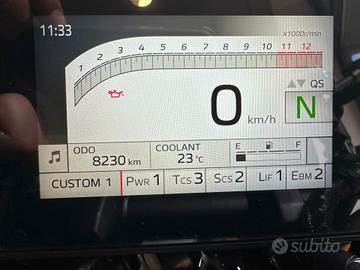 11:33
x1000r/min
1 2 3 4 5 6 7 8 9 10 11 12
0 km/h
QS
N
ODO
8230 km
COOLANT
23 °C
E F
CUSTOM 1 PWR 1 TCS 3 SCS 2 LIF 1 EBM 2
subito